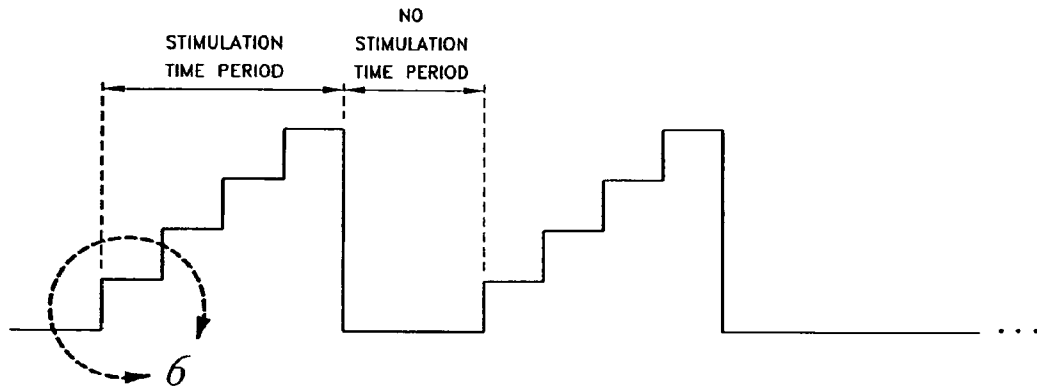 STIMULATION
TIME PERIOD
NO
STIMULATION
TIME PERIOD
6
...